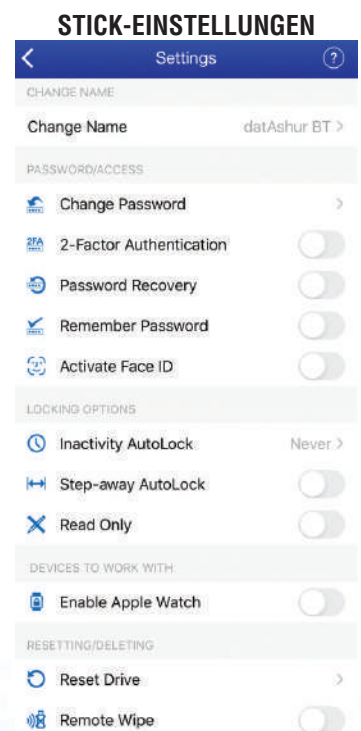 STICK-EINSTELLUNGEN
Settings ?
CHANGE NAME
Change Name datAshur BT >
PASSWORD/ACCESS
Change Password >
2FA 2-Factor Authentication
Password Recovery
Remember Password
Activate Face ID
LOCKING OPTIONS
Inactivity AutoLock Never >
Step-away AutoLock
Read Only
DEVICES TO WORK WITH
Enable Apple Watch
RESETTING/DELETING
Reset Drive >
Remote Wipe